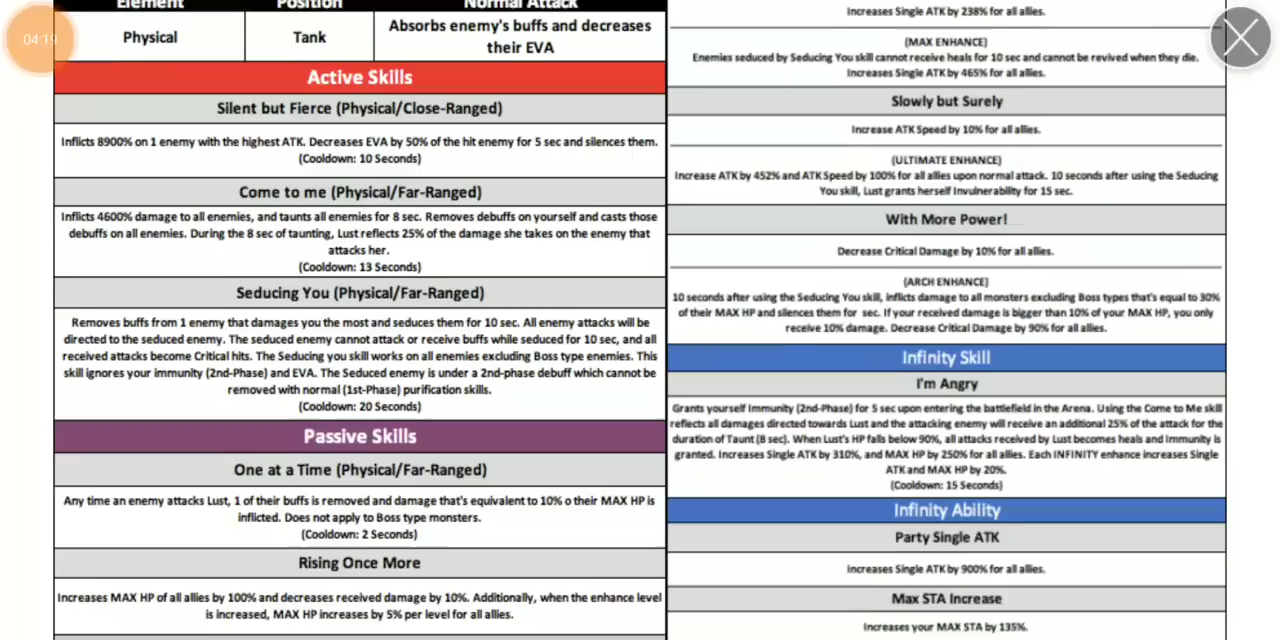 Element
Position
Normal Attack
04:19
Physical
Tank
Absorbs enemy's buffs and decreases
their EVA
Active Skills
Silent but Fierce (Physical/Close-Ranged)
Inflicts 8900% on 1 enemy with the highest ATK. Decreases EVA by 50% of the hit enemy for 5 sec and silences them.
(Cooldown: 10 Seconds)
Come to me (Physical/Far-Ranged)
Inflicts 4600% damage to all enemies, and taunts all enemies for 8 sec. Removes debuffs on yourself and casts those
debuffs on all enemies. During the 8 sec of taunting, Lust reflects 25% of the damage she takes on the enemy that
attacks her.
(Cooldown: 13 Seconds)
Seducing You (Physical/Far-Ranged)
Removes buffs from 1 enemy that damages you the most and seduces them for 10 sec. All enemy attacks will be
directed to the seduced enemy. The seduced enemy cannot attack or receive buffs while seduced for 10 sec, and all
received attacks become Critical hits. The Seducing you skill works on all enemies excluding Boss type enemies. This
skill ignores your immunity (2nd-Phase) and EVA. The Seduced enemy is under a 2nd-phase debuff which cannot be
removed with normal (1st-Phase) purification skills.
(Cooldown: 20 Seconds)
Passive Skills
One at a Time (Physical/Far-Ranged)
Any time an enemy attacks Lust, 1 of their buffs is removed and damage that's equivalent to 10% o their MAX HP is
inflicted. Does not apply to Boss type monsters.
(Cooldown: 2 Seconds)
Rising Once More
Increases MAX HP of all allies by 100% and decreases received damage by 10%. Additionally, when the enhance level
is increased, MAX HP increases by 5% per level for all allies.
Increases Single ATK by 238% for all allies.
(MAX ENHANCE)
Enemies seduced by Seducing You skill cannot receive heals for 10 sec and cannot be revived when they die.
Increases Single ATK by 465% for all allies.
Slowly but Surely
Increase ATK Speed by 10% for all allies.
(ULTIMATE ENHANCE)
Increase ATK by 452% and ATK Speed by 100% for all allies upon normal attack. 10 seconds after using the Seducing
You skill, Lust grants herself Invulnerability for 15 sec.
With More Power!
Decrease Critical Damage by 10% for all allies.
(ARCH ENHANCE)
10 seconds after using the Seducing You skill, inflicts damage to all monsters excluding Boss types that's equal to 30%
of their MAX HP and silences them for sec. If your received damage is bigger than 10% of your MAX HP, you only
receive 10% damage. Decrease Critical Damage by 90% for all allies.
Infinity Skill
I'm Angry
Grants yourself Immunity (2nd-Phase) for 5 sec upon entering the battlefield in the Arena. Using the Come to Me skill
reflects all damages directed towards Lust and the attacking enemy will receive an additional 25% of the attack for the
duration of Taunt (8 sec). When Lust's HP falls below 90%, all attacks received by Lust becomes heals and Immunity is
granted. Increases Single ATK by 310%, and MAX HP by 250% for all allies. Each INFINITY enhance increases Single
ATK and MAX HP by 20%.
(Cooldown: 15 Seconds)
Infinity Ability
Party Single ATK
Increases Single ATK by 900% for all allies.
Max STA Increase
Increases your MAX STA by 135%.